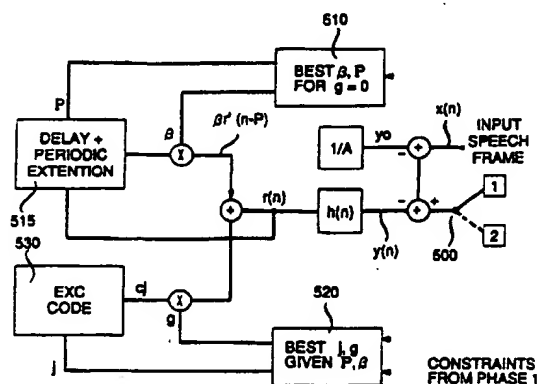 510
BEST β, P
FOR g = 0
P
β
βr' (n-P)
x(n)
INPUT
SPEECH
FRAME
DELAY +
PERIODIC
EXTENTION
X
1/A
yo
-
+
515
+
r(n)
h(n)
-
+
+
1
2
530
y(n)
500
EXC
CODE
cj
X
g
520
j
BEST j, g
GIVEN P, β
CONSTRAINTS
FROM PHASE 1